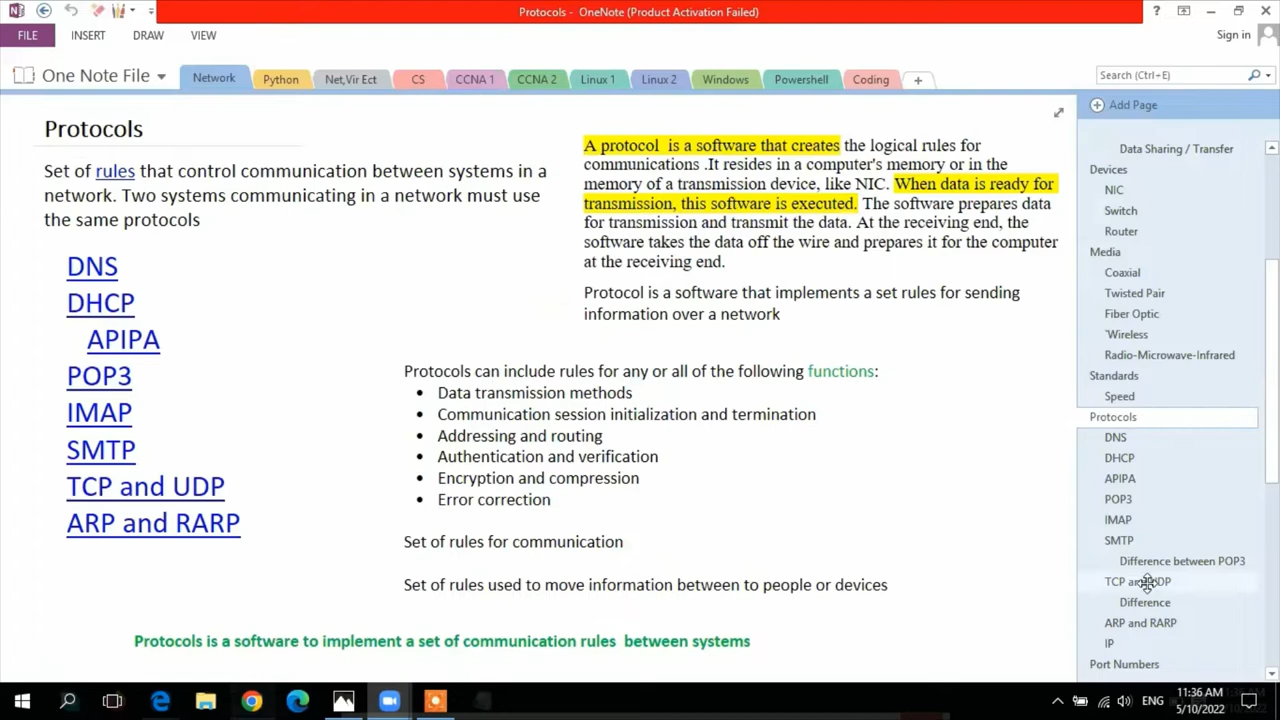 Protocols - OneNote (Product Activation Failed)
?
FILE
INSERT
DRAW
VIEW
Sign in
One Note File
Network
Python
Net,Vir Ect
CS
CCNA 1
CCNA 2
Linux 1
Linux 2
Windows
Powershell
Coding
Search (Ctrl+E)
Protocols
Set of rules that control communication between systems in a
network. Two systems communicating in a network must use
the same protocols
DNS
DHCP
APIPA
POP3
IMAP
SMTP
TCP and UDP
ARP and RARP
A protocol is a software that creates the logical rules for
communications .It resides in a computer's memory or in the
memory of a transmission device, like NIC. When data is ready for
transmission, this software is executed. The software prepares data
for transmission and transmit the data. At the receiving end, the
software takes the data off the wire and prepares it for the computer
at the receiving end.
Protocol is a software that implements a set rules for sending
information over a network
Protocols can include rules for any or all of the following functions:
• Data transmission methods
• Communication session initialization and termination
• Addressing and routing
• Authentication and verification
• Encryption and compression
• Error correction
Set of rules for communication
Set of rules used to move information between to people or devices
Protocols is a software to implement a set of communication rules between systems
Add Page
Data Sharing / Transfer
Devices
NIC
Switch
Router
Media
Coaxial
Twisted Pair
Fiber Optic
'Wireless
Radio-Microwave-Infrared
Standards
Speed
Protocols
DNS
DHCP
APIPA
POP3
IMAP
SMTP
Difference between POP3
TCP and UDP
Difference
ARP and RARP
IP
Port Numbers
ENG
11:36 AM
5/10/2022